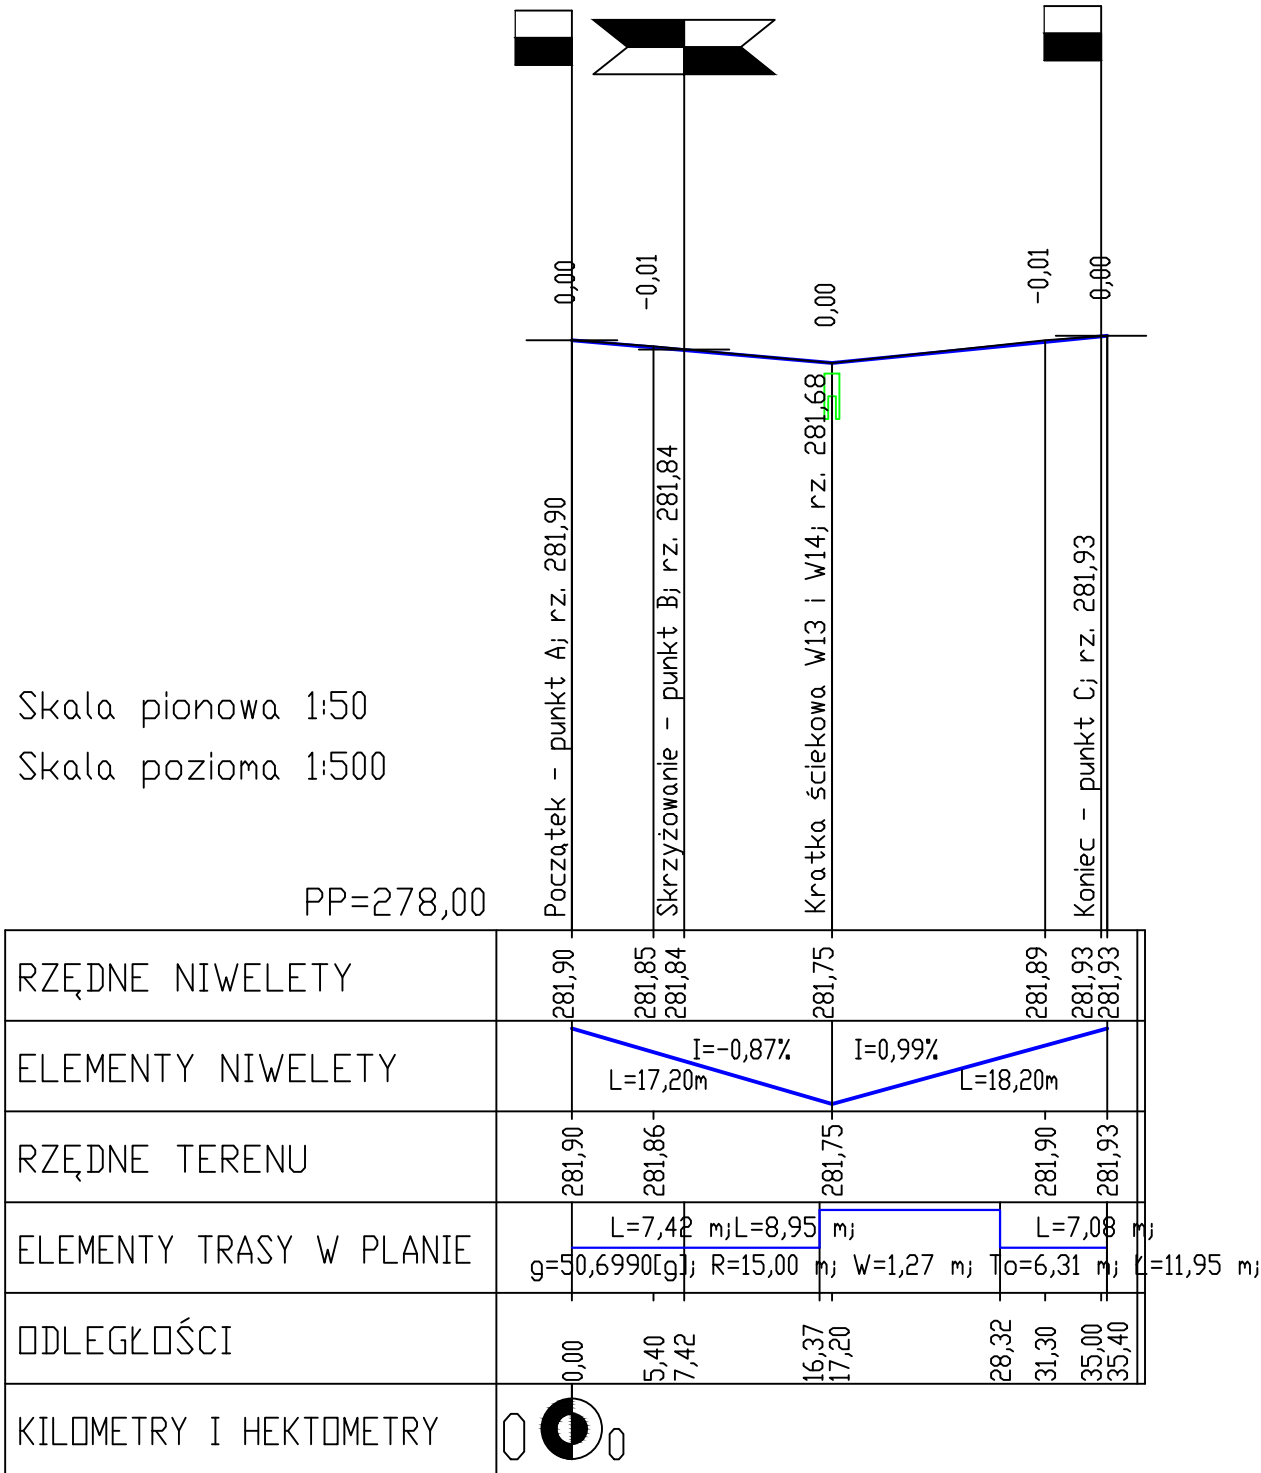 0,00
-0,01
0,00
-0,01
0,00
Początek - punkt A; rz. 281,90
Skrzyżowanie - punkt B; rz. 281,84
Kratka ściekowa W13 i W14; rz. 281,68
Koniec - punkt C; rz. 281,93
Skala pionowa 1:50
Skala pozioma 1:500
PP=278,00
RZĘDNE NIWELETY
281,90
281,85
281,84
281,75
281,89
281,93
281,93
ELEMENTY NIWELETY
I=-0,87%
I=0,99%
L=17,20m
L=18,20m
RZĘDNE TERENU
281,90
281,86
281,75
281,90
281,93
ELEMENTY TRASY W PLANIE
L=7,42 m;L=8,95 m;
L=7,08 m;
g=50,6990[g]; R=15,00 m; W=1,27 m; To=6,31 m; Ł=11,95 m;
ODLEGŁOŚCI
0,00
5,40
7,42
16,37
17,20
28,32
31,30
35,00
35,40
KILOMETRY I HEKTOMETRY
0
0